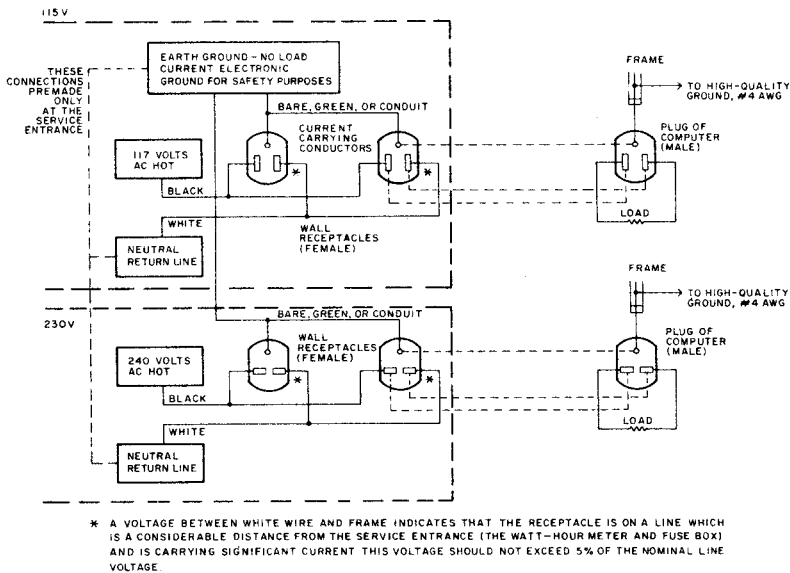 115V
EARTH GROUND – NO LOAD
CURRENT ELECTRONIC
GROUND FOR SAFETY PURPOSES
THESE
CONNECTIONS
PREMADE
ONLY
AT THE
SERVICE
ENTRANCE
BARE, GREEN, OR CONDUIT
CURRENT
CARRYING
CONDUCTORS
117 VOLTS
AC HOT
*
*
BLACK
WHITE
WALL
RECEPTACLES
(FEMALE)
NEUTRAL
RETURN LINE
FRAME
TO HIGH-QUALITY
GROUND, #4 AWG
PLUG OF
COMPUTER
(MALE)
LOAD
230V
BARE, GREEN, OR CONDUIT
WALL
RECEPTACLES
(FEMALE)
240 VOLTS
AC HOT
*
*
BLACK
WHITE
NEUTRAL
RETURN LINE
FRAME
TO HIGH-QUALITY
GROUND, #4 AWG
PLUG OF
COMPUTER
(MALE)
LOAD
* A VOLTAGE BETWEEN WHITE WIRE AND FRAME INDICATES THAT THE RECEPTACLE IS ON A LINE WHICH
IS A CONSIDERABLE DISTANCE FROM THE SERVICE ENTRANCE (THE WATT-HOUR METER AND FUSE BOX)
AND IS CARRYING SIGNIFICANT CURRENT THIS VOLTAGE SHOULD NOT EXCEED 5% OF THE NOMINAL LINE
VOLTAGE.